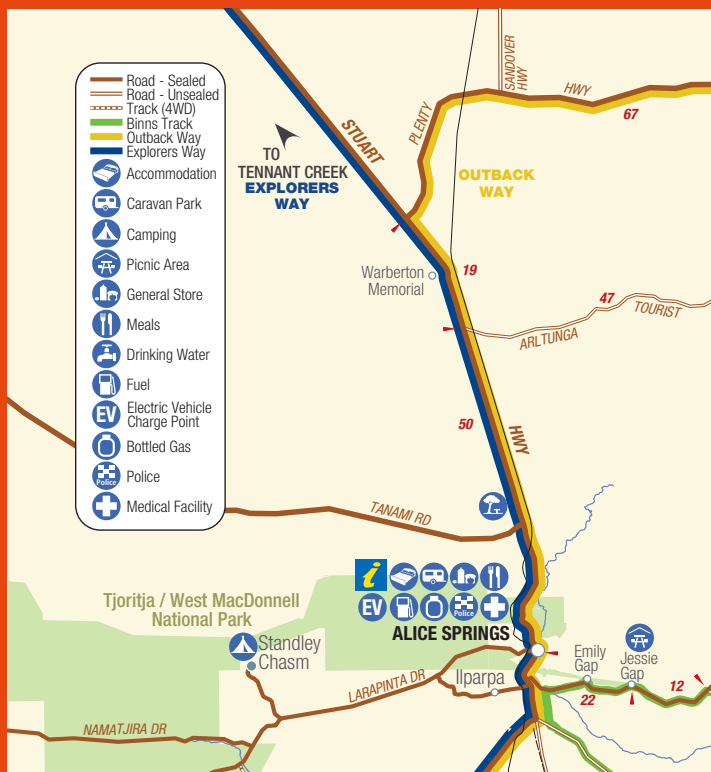 Road - Sealed
Road - Unsealed
Track (4WD)
Binns Track
Outback Way
Explorers Way
Accommodation
Caravan Park
Camping
Picnic Area
General Store
Meals
Drinking Water
Fuel
EV
Electric Vehicle
Charge Point
Bottled Gas
Police
Police
Medical Facility
SANDOVER
HWY
PLENTY
HWY
67
STUART
TO
TENNANT CREEK
EXPLORERS
WAY
OUTBACK
WAY
Warberton
Memorial
19
47
TOURIST
ARLTUNGA
50
HWY
TANAMI RD
i
EV
Police
ALICE SPRINGS
Tjoritja / West MacDonnell
National Park
Standley
Chasm
LARAPINTA DR
Ilparpa
Emily
Gap
Jessie
Gap
22
12
NAMATJIRA DR